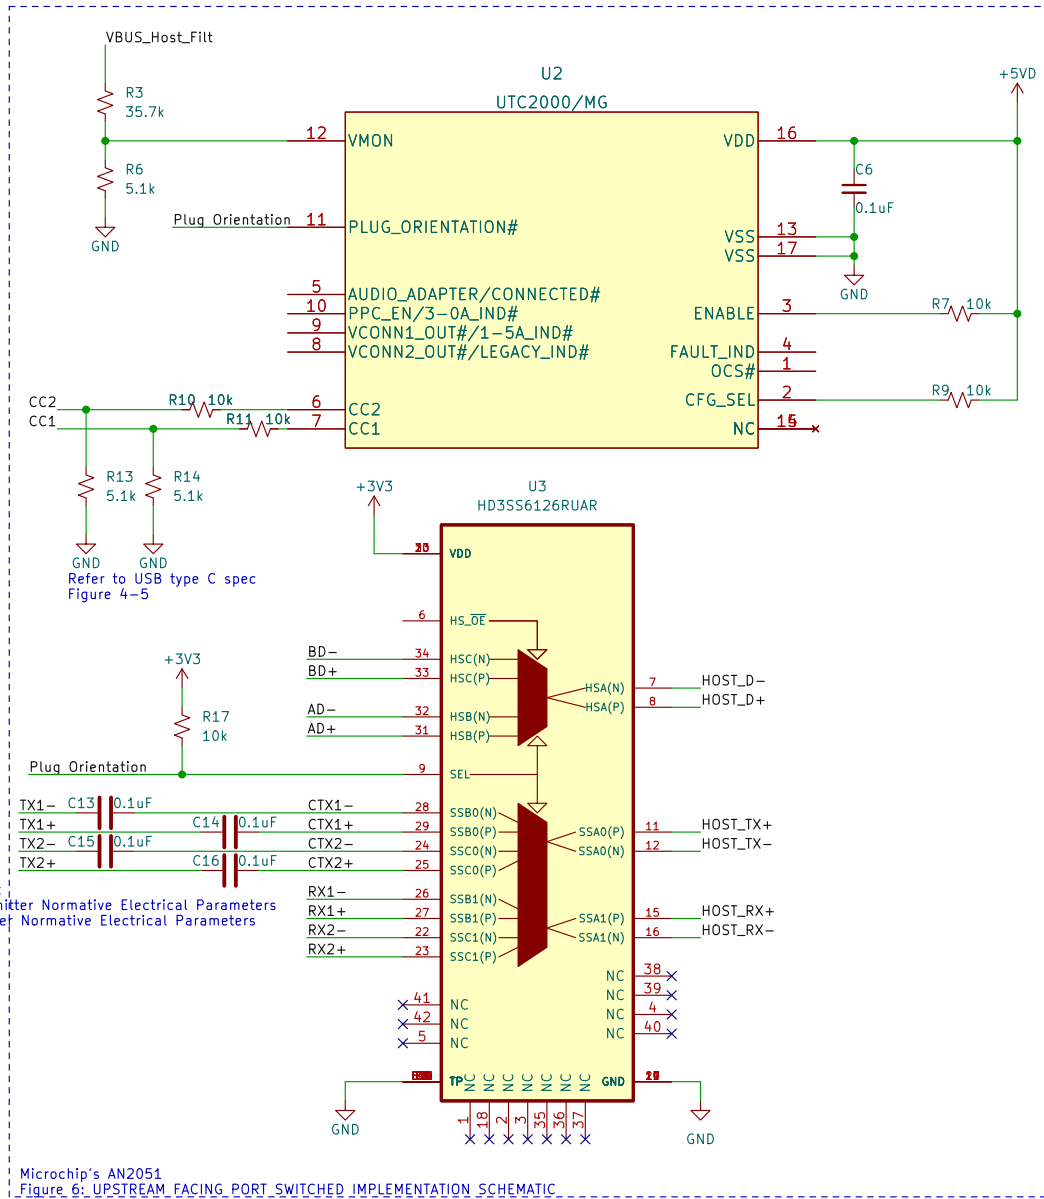 VBUS_Host_Filt
R3
35.7k
R6
5.1k
GND
U2
UTC2000/MG
+5VD
12 VMON
VDD 16
C6
0.1uF
Plug Orientation 11 PLUG_ORIENTATION#
VSS 13
VSS 17
GND
5 AUDIO_ADAPTER/CONNECTED#
10 PPC_EN/3-0A_IND#
9 VCONN1_OUT#/1-5A_IND#
8 VCONN2_OUT#/LEGACY_IND#
ENABLE 3 R7 10k
FAULT_IND 4
OCS# 1
CFG_SEL 2 R9 10k
NC
CC2 R10 10k 6 CC2
CC1 R11 10k 7 CC1
R13
5.1k
R14
5.1k
GND
GND
Refer to USB type C spec
Figure 4-5
+3V3
U3
HD3SS6126RUAR
VDD
6 HS_OE
BD- 34 HSC(N)
BD+ 33 HSC(P)
AD- 32 HSB(N)
AD+ 31 HSB(P)
HSA(N) 7 HOST_D-
HSA(P) 8 HOST_D+
+3V3
R17
10k
Plug Orientation 9 SEL
TX1- C13 0.1uF CTX1- 28 SSB0(N)
TX1+ C14 0.1uF CTX1+ 29 SSB0(P)
TX2- C15 0.1uF CTX2- 24 SSC0(N)
TX2+ C16 0.1uF CTX2+ 25 SSC0(P)
SSA0(P) 11 HOST_TX+
SSA0(N) 12 HOST_TX-
RX1- 26 SSB1(N)
RX1+ 27 SSB1(P)
RX2- 22 SSC1(N)
RX2+ 23 SSC1(P)
SSA1(P) 15 HOST_RX+
SSA1(N) 16 HOST_RX-
Normative Electrical Parameters
Normative Electrical Parameters
NC 38
NC 39
NC 4
NC 40
41 NC
42 NC
5 NC
TP
GND
NC NC NC NC NC NC NC
1 18 2 3 35 36 37
GND
GND
Microchip's AN2051
Figure 6: UPSTREAM FACING PORT SWITCHED IMPLEMENTATION SCHEMATIC